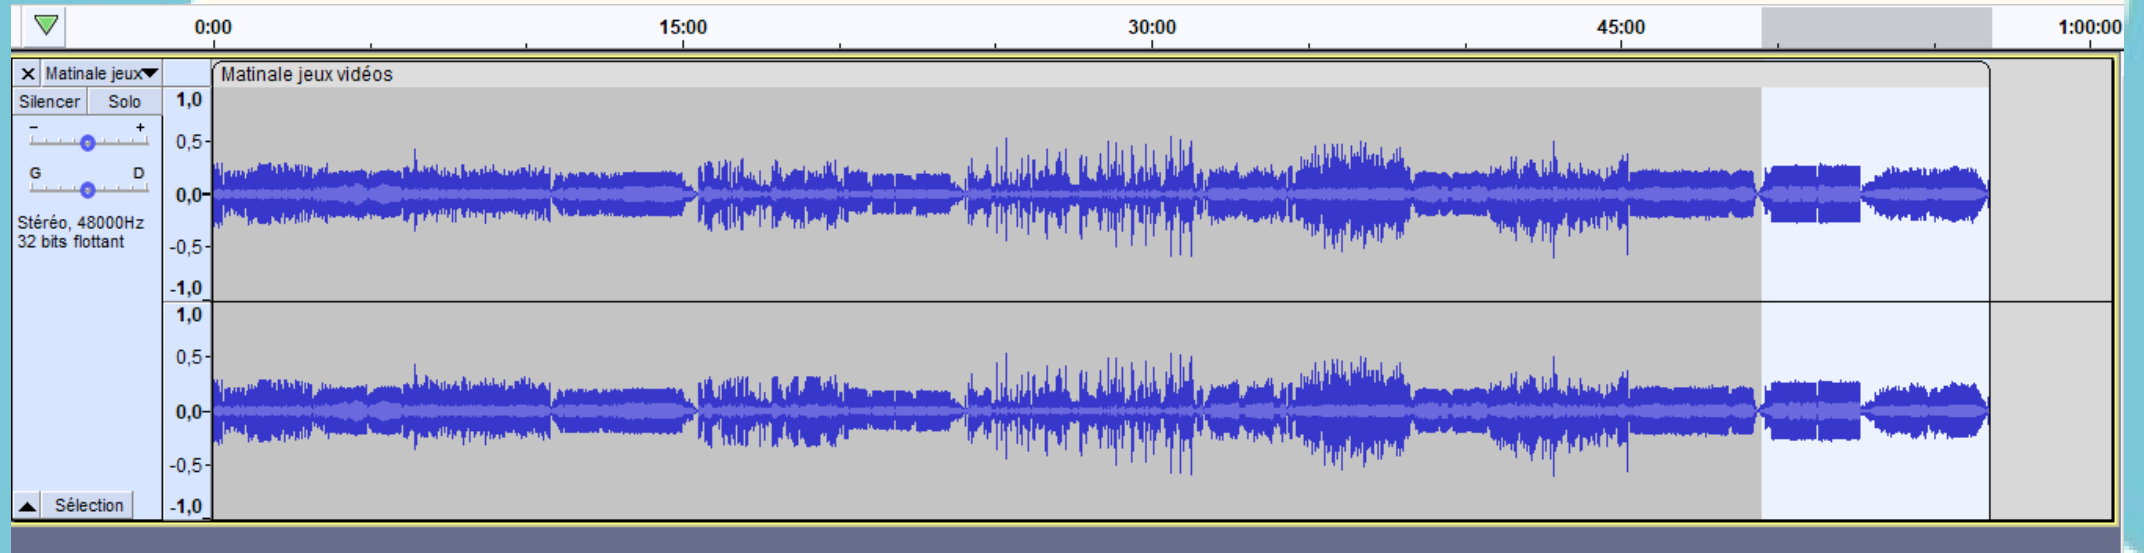 0:00 15:00 30:00 45:00 1:00:00
Matinale jeux
Matinale jeux vidéos
Silencer Solo
- +
G D
Stéréo, 48000Hz
32 bits flottant
Sélection
1,0
0,5
0,0
-0,5
-1,0
1,0
0,5
0,0
-0,5
-1,0